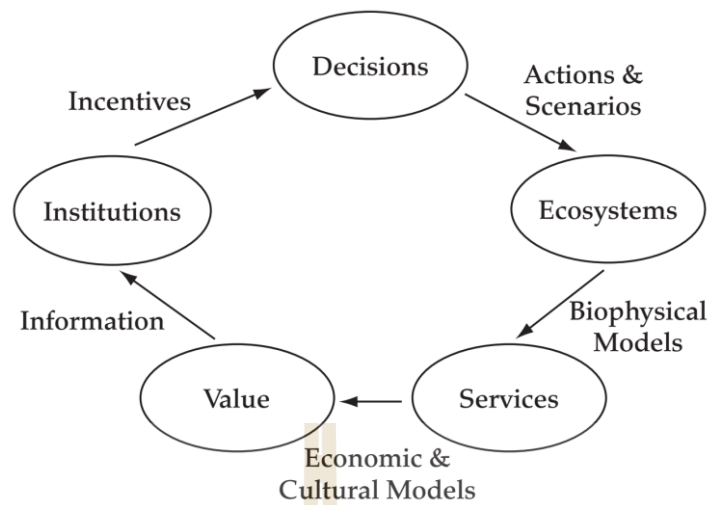 Decisions
Actions &
Scenarios
Incentives
Institutions
Ecosystems
Information
Biophysical
Models
Value
Services
Economic &
Cultural Models